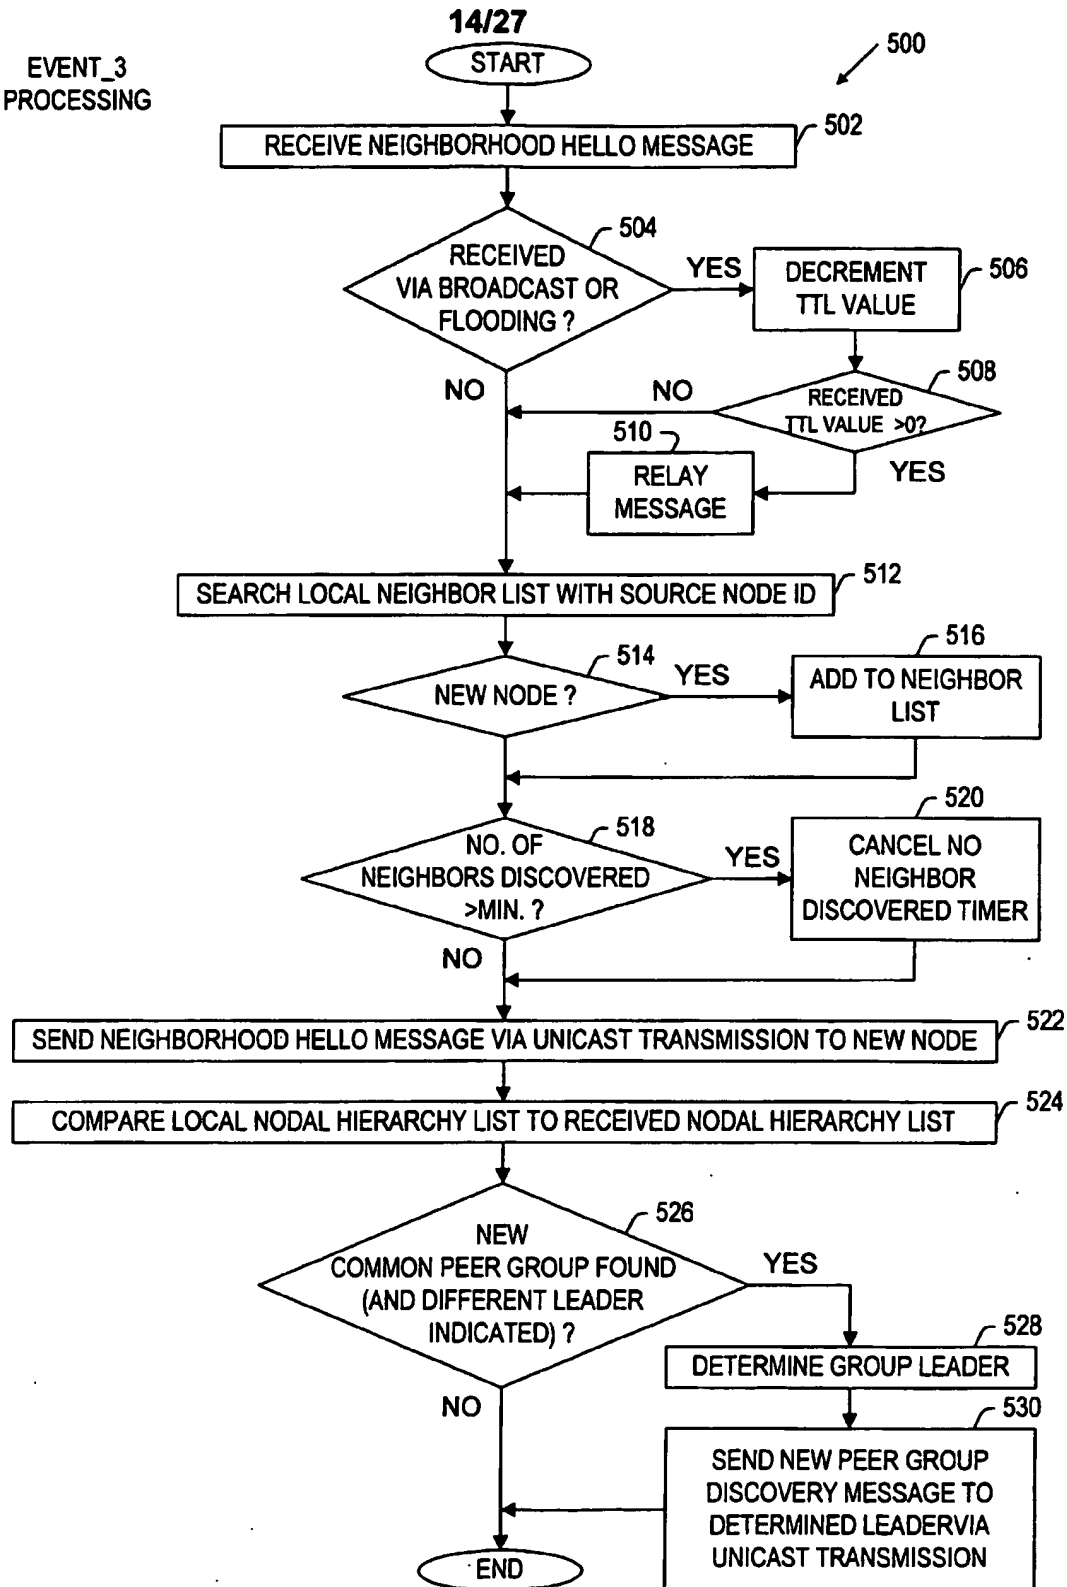 14/27
EVENT_3
PROCESSING
START
500
RECEIVE NEIGHBORHOOD HELLO MESSAGE
502
RECEIVED
VIA BROADCAST OR
FLOODING ?
504
YES
DECREMENT
TTL VALUE
506
NO
NO
RECEIVED
TTL VALUE >0?
508
YES
510
RELAY
MESSAGE
SEARCH LOCAL NEIGHBOR LIST WITH SOURCE NODE ID
512
NEW NODE ?
514
YES
ADD TO NEIGHBOR
LIST
516
NO. OF
NEIGHBORS DISCOVERED
>MIN. ?
518
YES
CANCEL NO
NEIGHBOR
DISCOVERED TIMER
520
NO
SEND NEIGHBORHOOD HELLO MESSAGE VIA UNICAST TRANSMISSION TO NEW NODE
522
COMPARE LOCAL NODAL HIERARCHY LIST TO RECEIVED NODAL HIERARCHY LIST
524
NEW
COMMON PEER GROUP FOUND
(AND DIFFERENT LEADER
INDICATED) ?
526
YES
DETERMINE GROUP LEADER
528
NO
530
SEND NEW PEER GROUP
DISCOVERY MESSAGE TO
DETERMINED LEADERVIA
UNICAST TRANSMISSION
END